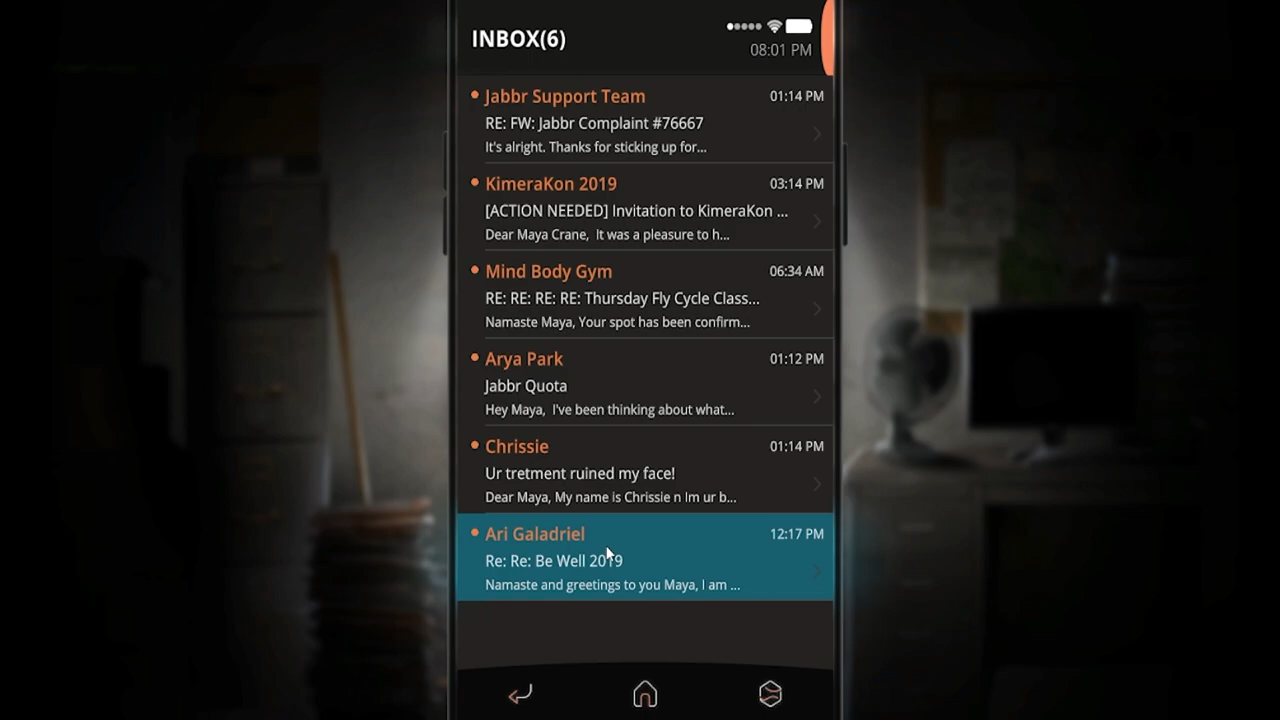 INBOX(6)
08:01 PM
Jabbr Support Team 01:14 PM
RE: FW: Jabbr Complaint #76667
It's alright. Thanks for sticking up for...
KimeraKon 2019 03:14 PM
[ACTION NEEDED] Invitation to KimeraKon ...
Dear Maya Crane, It was a pleasure to h...
Mind Body Gym 06:34 AM
RE: RE: RE: RE: Thursday Fly Cycle Class...
Namaste Maya, Your spot has been confirm...
Arya Park 01:12 PM
Jabbr Quota
Hey Maya, I've been thinking about what...
Chrissie 01:14 PM
Ur tretment ruined my face!
Dear Maya, My name is Chrissie n Im ur b...
Ari Galadriel 12:17 PM
Re: Re: Be Well 2019
Namaste and greetings to you Maya, I am ...